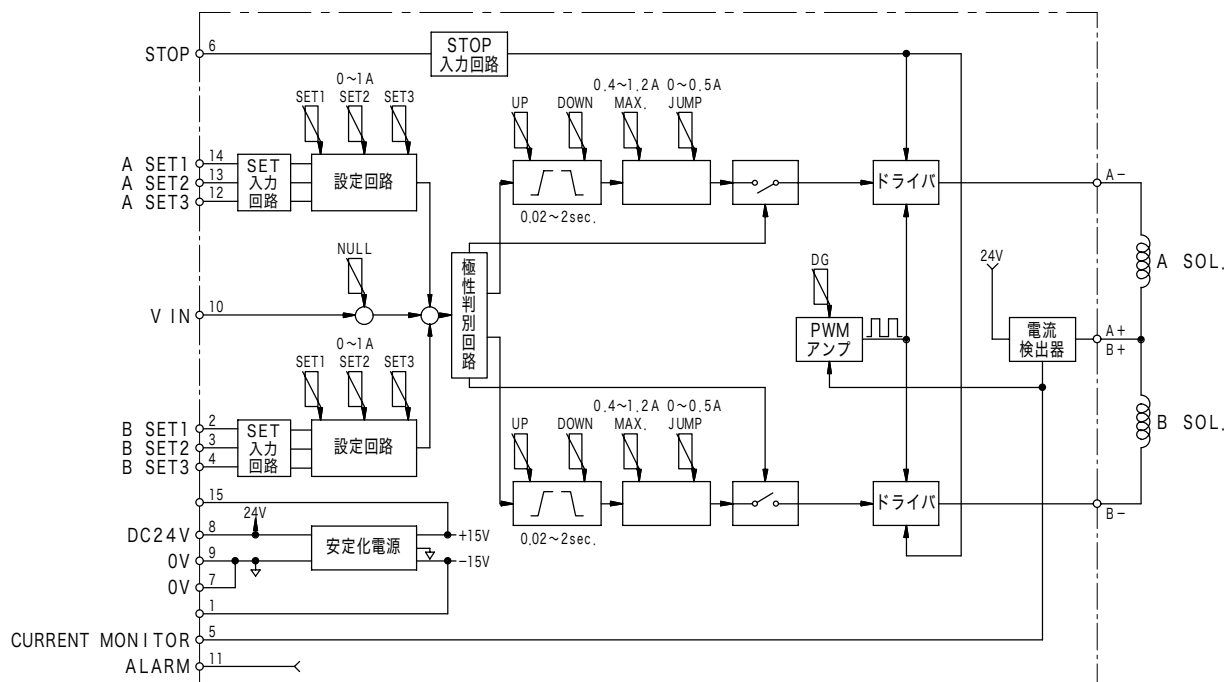 STOP
6
STOP
入力回路
0~1A
SET1
SET2
SET3
0.4~1.2A
0~0.5A
UP
DOWN
MAX.
JUMP
A SET1
14
A SET2
13
A SET3
12
SET
入力
回路
設定回路
0.02~2sec.
ドライバ
A-
A SOL.
NULL
V IN
10
極性判別回路
DG
PWM
アンプ
24V
電流
検出器
A+
B+
0~1A
SET1
SET2
SET3
0.4~1.2A
0~0.5A
UP
DOWN
MAX.
JUMP
B SET1
2
B SET2
3
B SET3
4
SET
入力
回路
設定回路
0.02~2sec.
ドライバ
B SOL.
B-
15
24V
DC24V
8
安定化電源
+15V
0V
9
-15V
0V
7
1
CURRENT MONITOR
5
ALARM
11